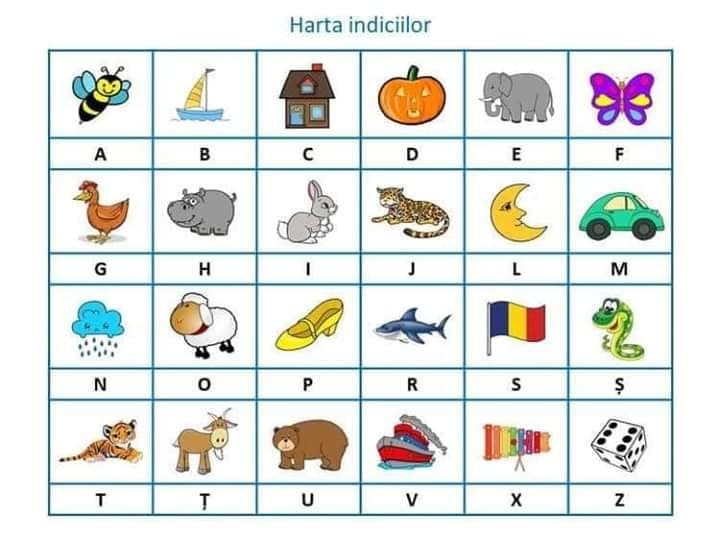 Harta indiciilor
A B C D E F
G H I J L M
N O P R S Ș
T Ț U V X Z